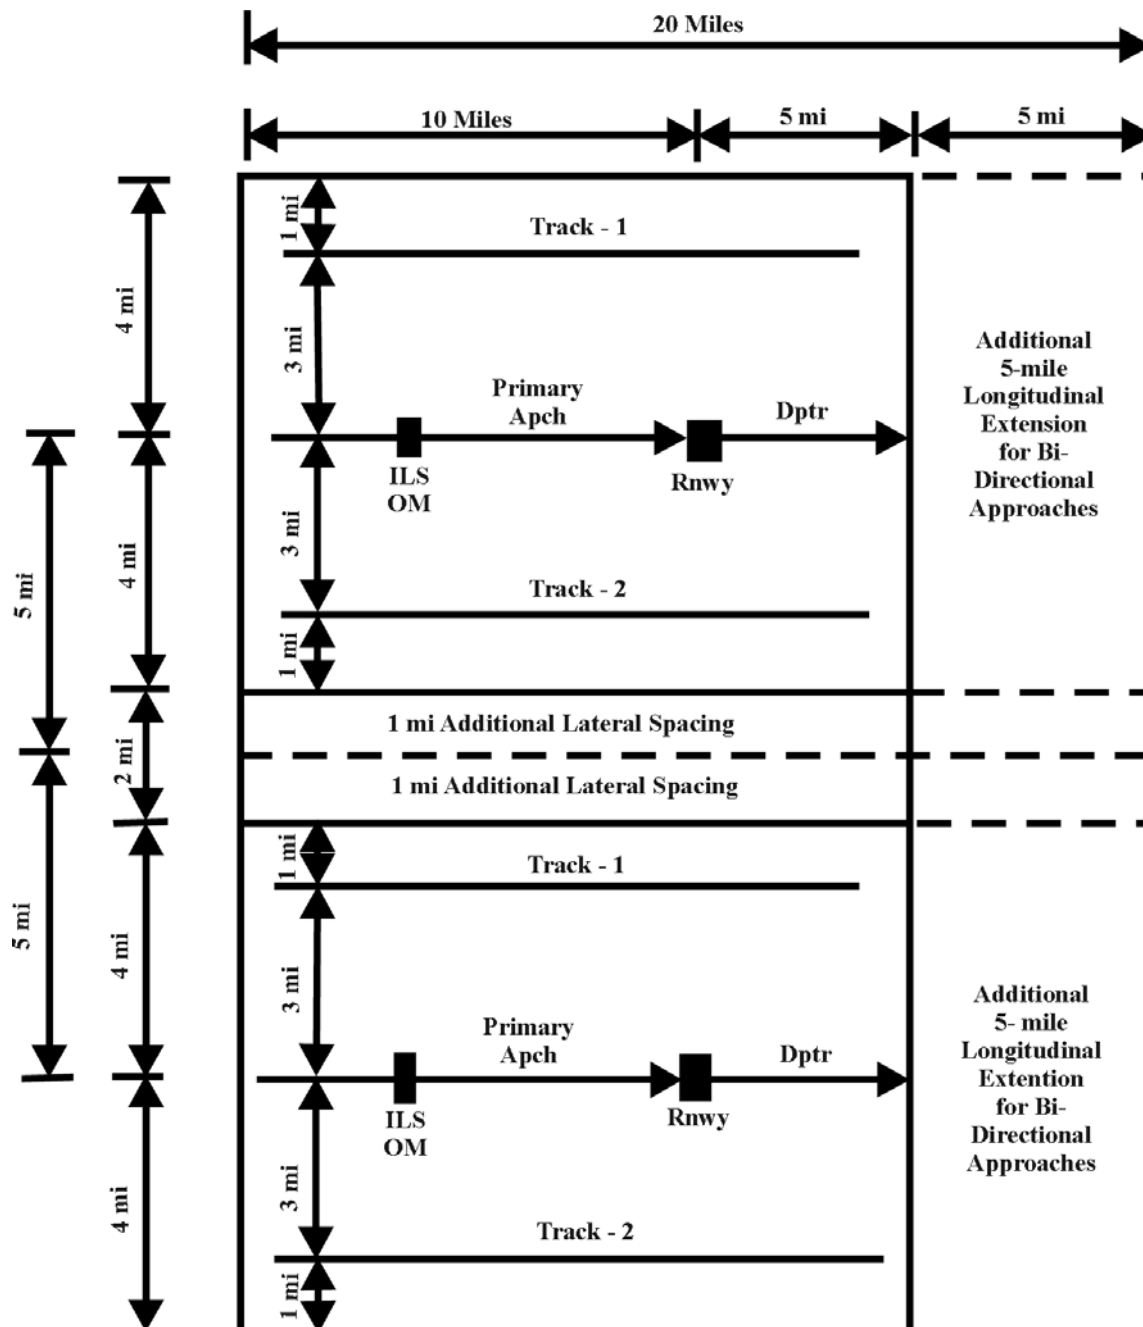 20 Miles
10 Miles
5 mi
5 mi
1 mi
Track - 1
4 mi
3 mi
Additional
5-mile
Longitudinal
Extension
for Bi-
Directional
Approaches
Primary
Apch
Dptr
ILS
OM
Rnwy
3 mi
4 mi
5 mi
Track - 2
1 mi
1 mi Additional Lateral Spacing
2 mi
1 mi Additional Lateral Spacing
1 mi
Track - 1
5 mi
4 mi
3 mi
Additional
5- mile
Longitudinal
Extention
for Bi-
Directional
Approaches
Primary
Apch
Dptr
ILS
OM
Rnwy
3 mi
4 mi
Track - 2
1 mi